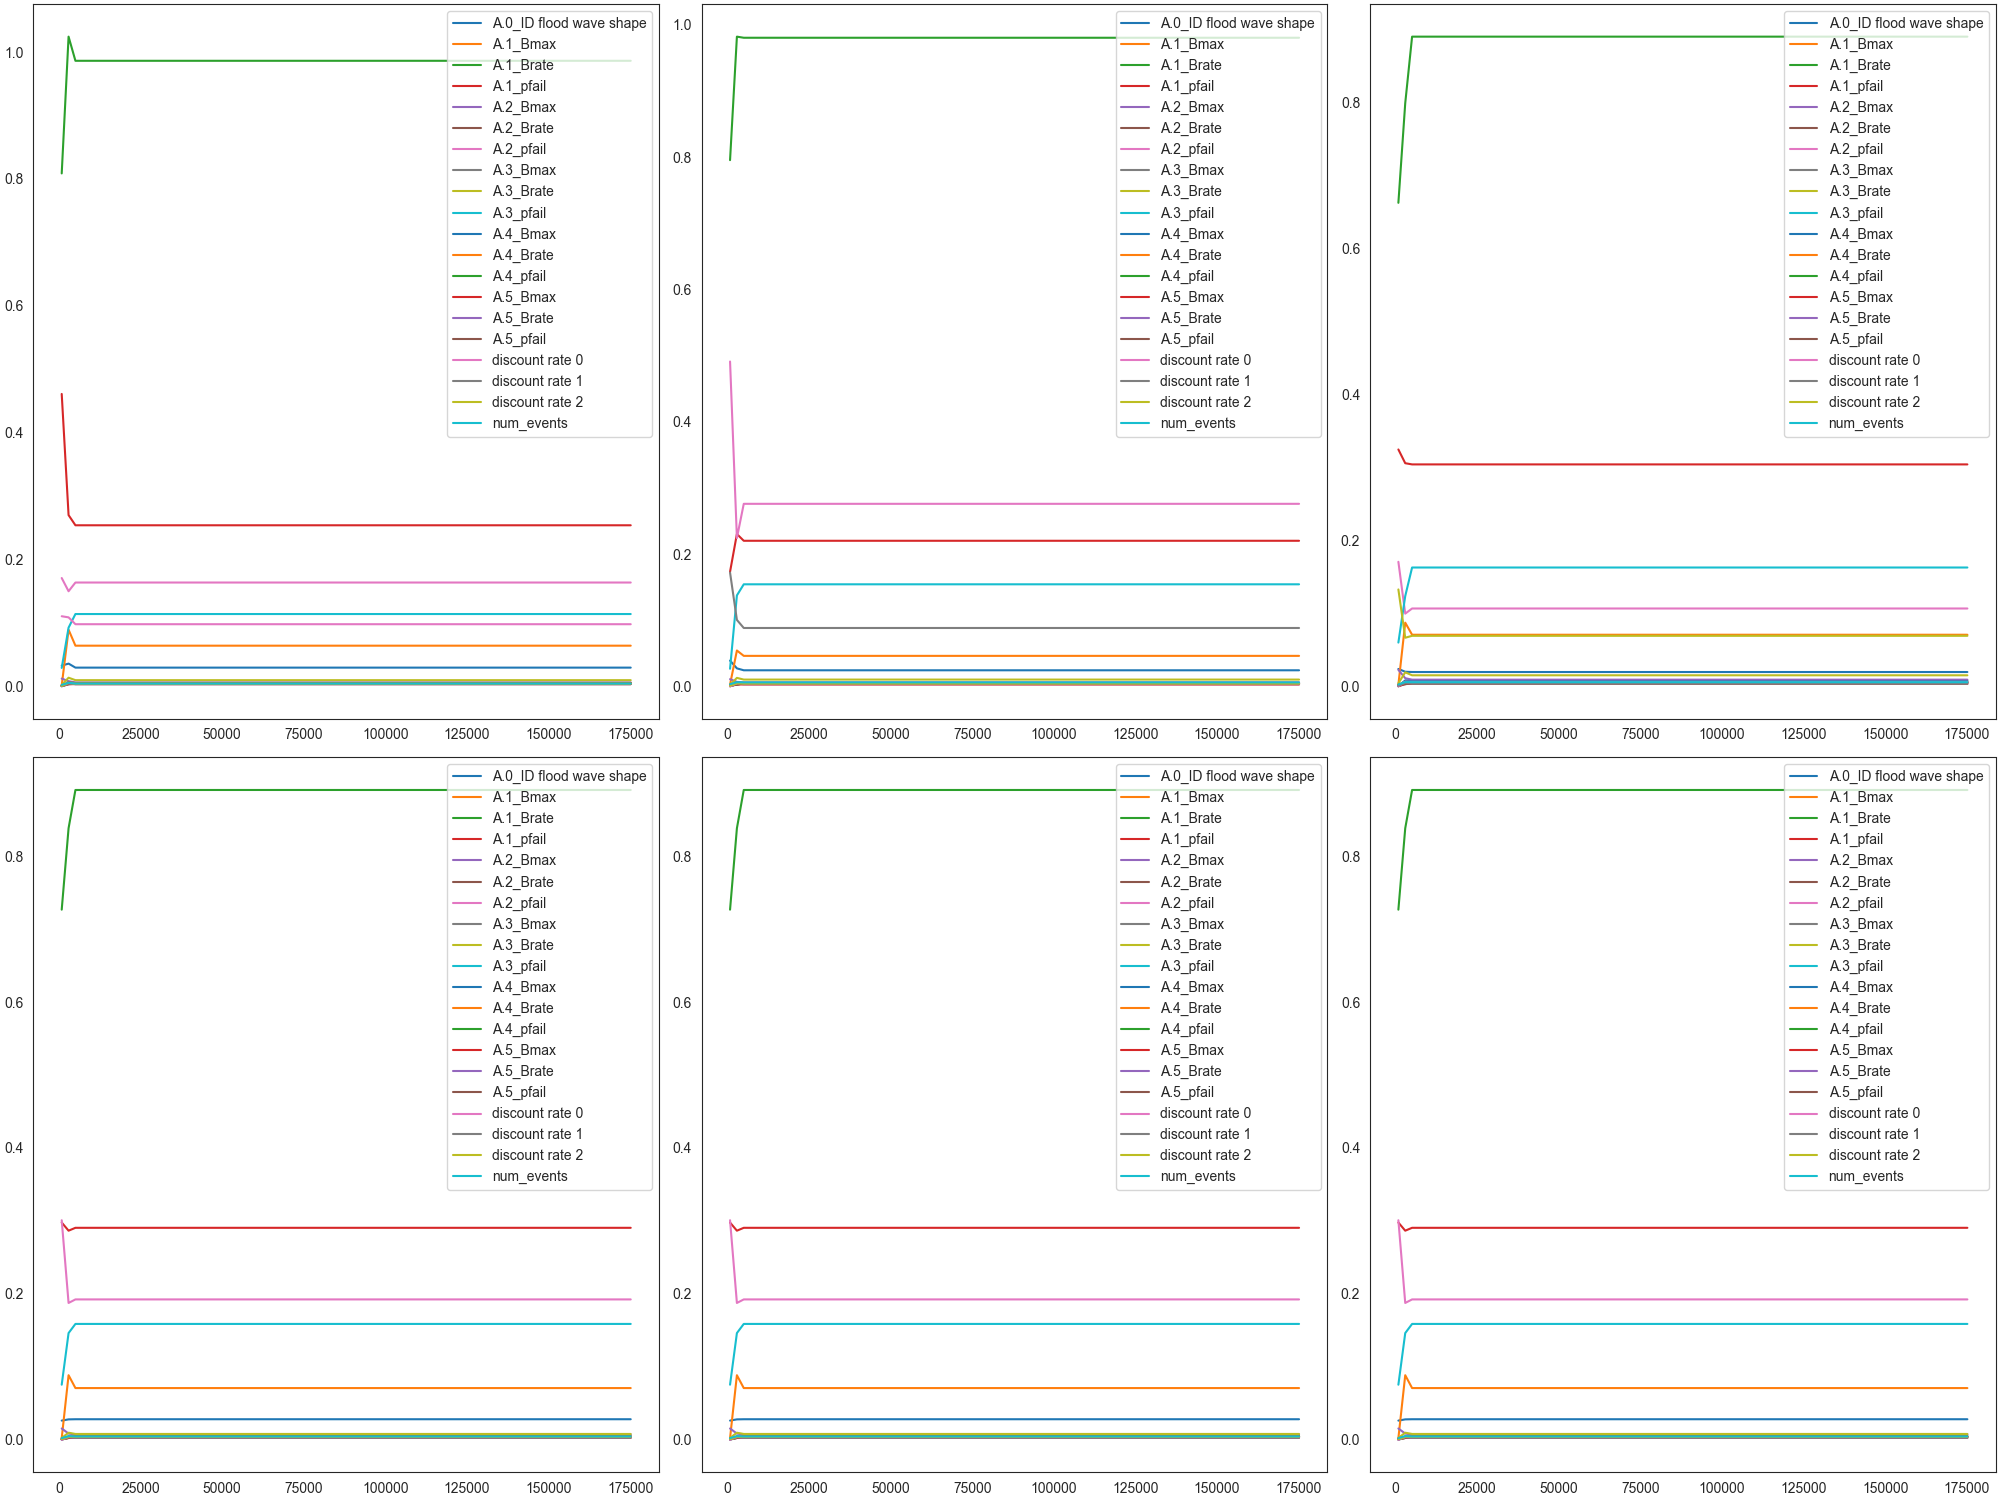 1.0
0.8
0.6
0.4
0.2
0.0
0
25000
50000
75000
100000
125000
150000
175000
A.0_ID flood wave shape
A.1_Bmax
A.1_Brate
A.1_pfail
A.2_Bmax
A.2_Brate
A.2_pfail
A.3_Bmax
A.3_Brate
A.3_pfail
A.4_Bmax
A.4_Brate
A.4_pfail
A.5_Bmax
A.5_Brate
A.5_pfail
discount rate 0
discount rate 1
discount rate 2
num_events
1.0
0.8
0.6
0.4
0.2
0.0
0
25000
50000
75000
100000
125000
150000
175000
A.0_ID flood wave shape
A.1_Bmax
A.1_Brate
A.1_pfail
A.2_Bmax
A.2_Brate
A.2_pfail
A.3_Bmax
A.3_Brate
A.3_pfail
A.4_Bmax
A.4_Brate
A.4_pfail
A.5_Bmax
A.5_Brate
A.5_pfail
discount rate 0
discount rate 1
discount rate 2
num_events
0.8
0.6
0.4
0.2
0.0
0
25000
50000
75000
100000
125000
150000
175000
A.0_ID flood wave shape
A.1_Bmax
A.1_Brate
A.1_pfail
A.2_Bmax
A.2_Brate
A.2_pfail
A.3_Bmax
A.3_Brate
A.3_pfail
A.4_Bmax
A.4_Brate
A.4_pfail
A.5_Bmax
A.5_Brate
A.5_pfail
discount rate 0
discount rate 1
discount rate 2
num_events
0.8
0.6
0.4
0.2
0.0
0
25000
50000
75000
100000
125000
150000
175000
A.0_ID flood wave shape
A.1_Bmax
A.1_Brate
A.1_pfail
A.2_Bmax
A.2_Brate
A.2_pfail
A.3_Bmax
A.3_Brate
A.3_pfail
A.4_Bmax
A.4_Brate
A.4_pfail
A.5_Bmax
A.5_Brate
A.5_pfail
discount rate 0
discount rate 1
discount rate 2
num_events
0.8
0.6
0.4
0.2
0.0
0
25000
50000
75000
100000
125000
150000
175000
A.0_ID flood wave shape
A.1_Bmax
A.1_Brate
A.1_pfail
A.2_Bmax
A.2_Brate
A.2_pfail
A.3_Bmax
A.3_Brate
A.3_pfail
A.4_Bmax
A.4_Brate
A.4_pfail
A.5_Bmax
A.5_Brate
A.5_pfail
discount rate 0
discount rate 1
discount rate 2
num_events
0.8
0.6
0.4
0.2
0.0
0
25000
50000
75000
100000
125000
150000
175000
A.0_ID flood wave shape
A.1_Bmax
A.1_Brate
A.1_pfail
A.2_Bmax
A.2_Brate
A.2_pfail
A.3_Bmax
A.3_Brate
A.3_pfail
A.4_Bmax
A.4_Brate
A.4_pfail
A.5_Bmax
A.5_Brate
A.5_pfail
discount rate 0
discount rate 1
discount rate 2
num_events